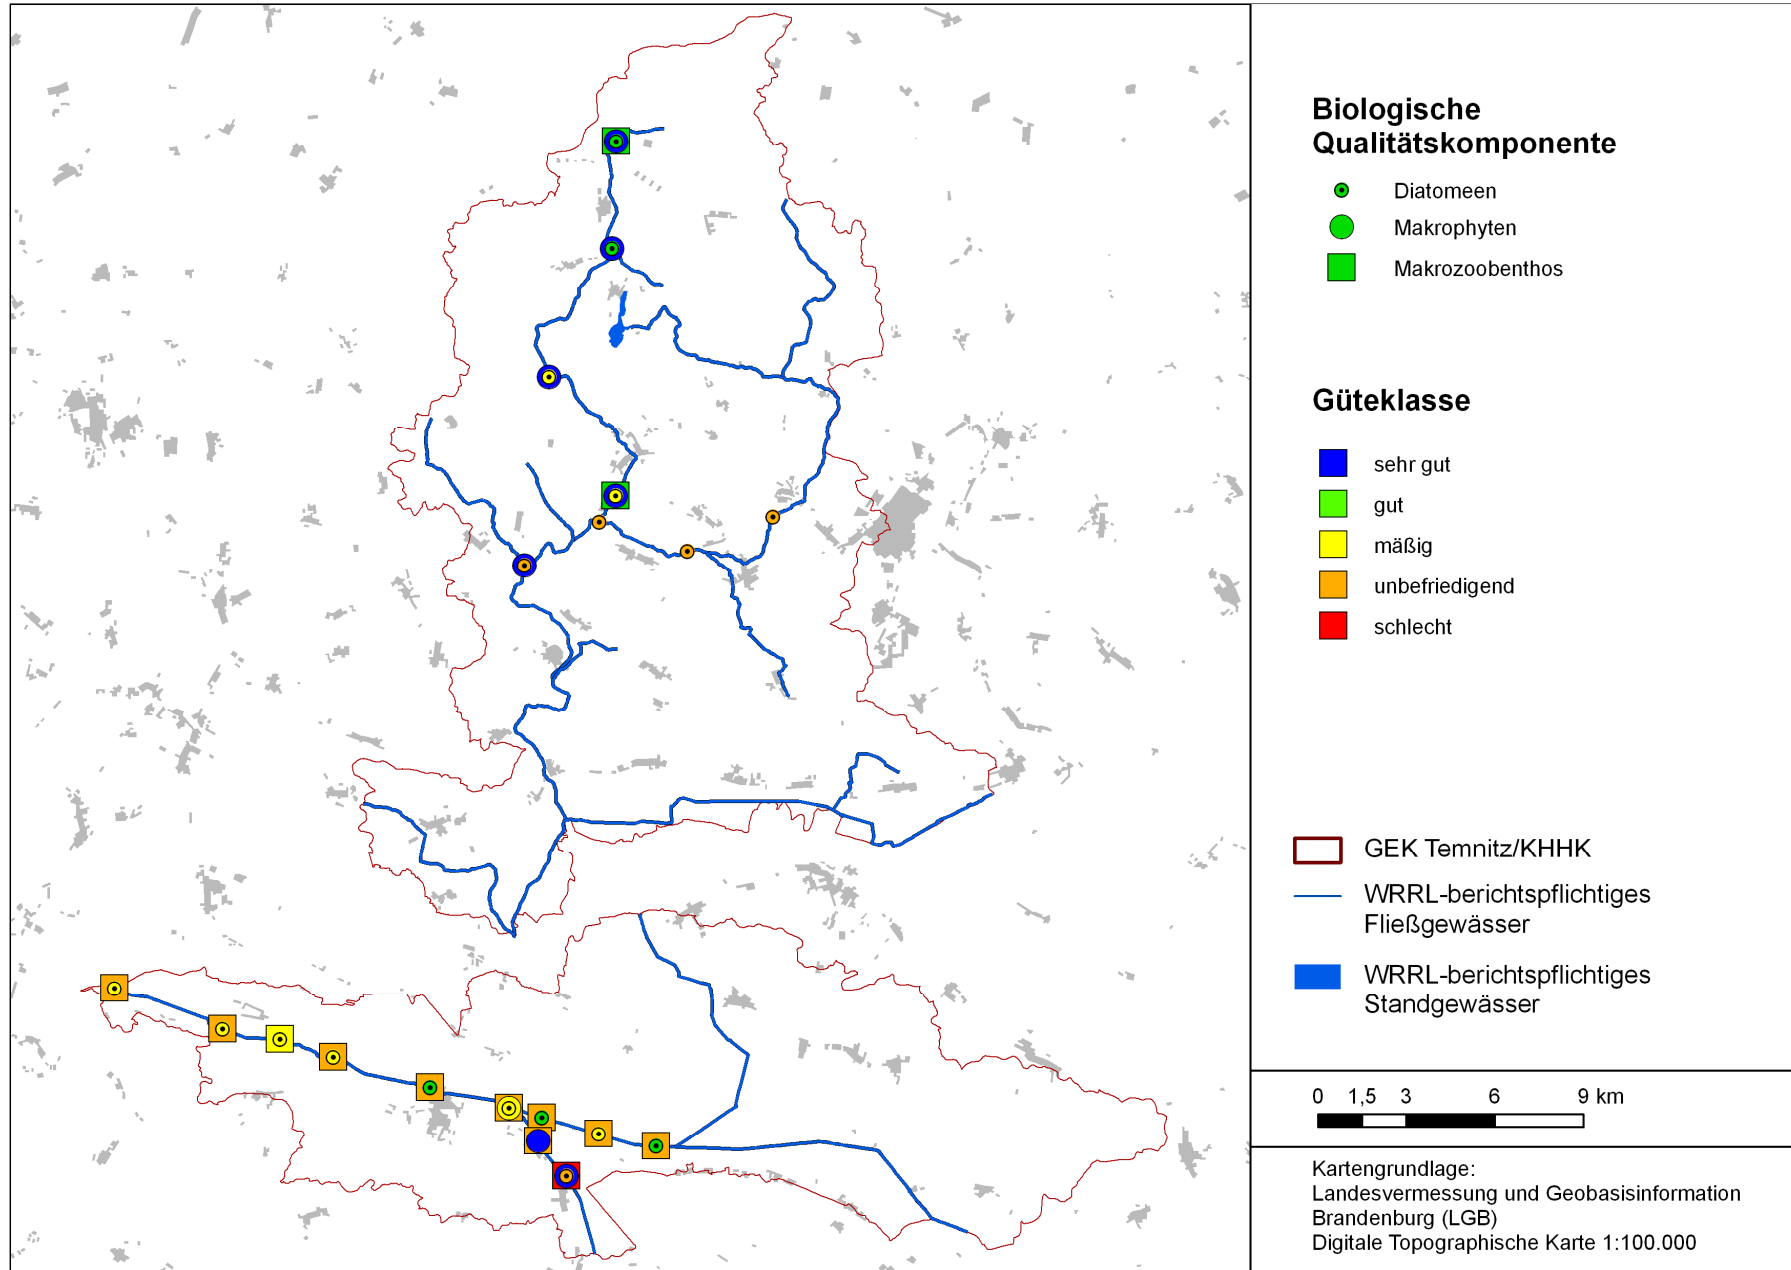 Biologische
Qualitätskomponente
Diatomeen
Makrophyten
Makrozoobenthos
Güteklasse
sehr gut
gut
mäßig
unbefriedigend
schlecht
GEK Temnitz/KHHK
WRRL-berichtspflichtiges
Fließgewässer
WRRL-berichtspflichtiges
Standgewässer
0 1,5 3 6 9 km
Kartengrundlage:
Landesvermessung und Geobasisinformation
Brandenburg (LGB)
Digitale Topographische Karte 1:100.000